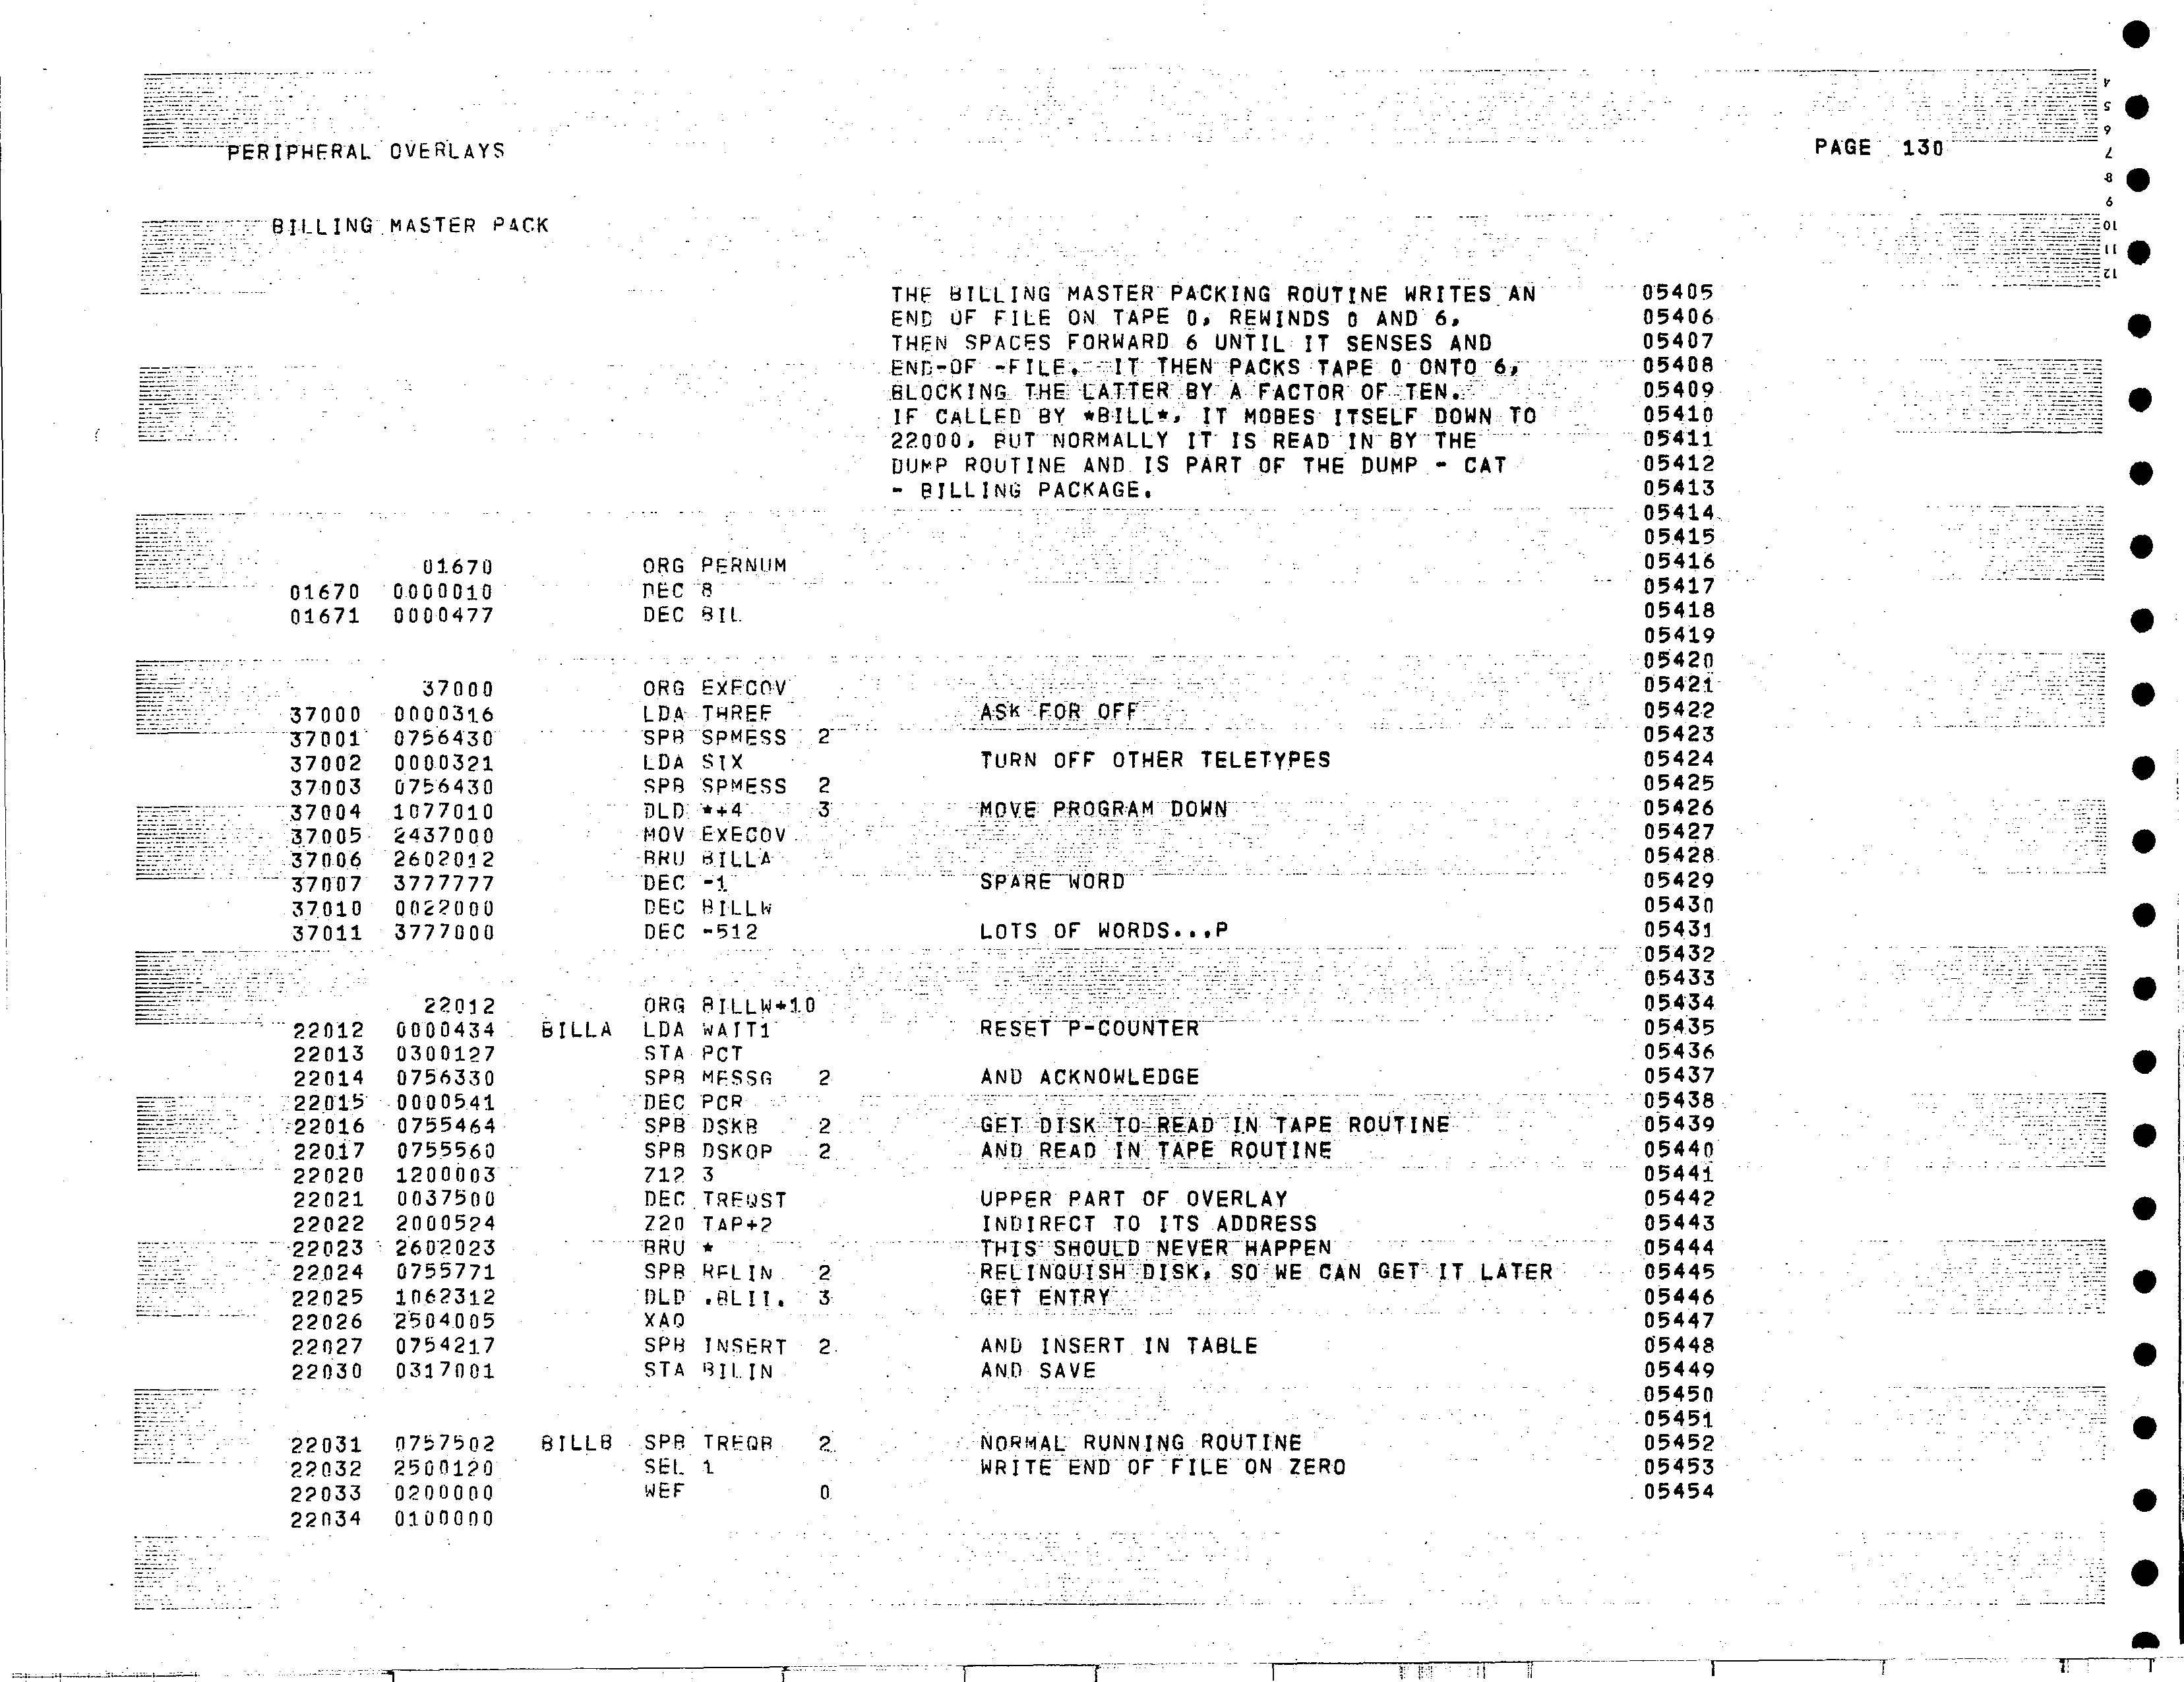 PERIPHERAL OVERLAYS PAGE 130
BILLING MASTER PACK
THE BILLING MASTER PACKING ROUTINE WRITES AN 05405
END OF FILE ON TAPE 0, REWINDS 0 AND 6, 05406
THEN SPACES FORWARD 6 UNTIL IT SENSES AND 05407
END-OF -FILE. IT THEN PACKS TAPE 0 ONTO 6, 05408
BLOCKING THE LATTER BY A FACTOR OF TEN. 05409
IF CALLED BY *BILL*, IT MOBES ITSELF DOWN TO 05410
22000, BUT NORMALLY IT IS READ IN BY THE 05411
DUMP ROUTINE AND IS PART OF THE DUMP - CAT 05412
- BILLING PACKAGE. 05413
05414
05415
01670 ORG PERNUM 05416
01670 0000010 DEC 8 05417
01671 0000477 DEC BIL 05418
05419
05420
37000 ORG EXECOV 05421
37000 0000316 LDA THREE ASK FOR OFF 05422
37001 0756430 SPB SPMESS 2 05423
37002 0000321 LDA SIX TURN OFF OTHER TELETYPES 05424
37003 0756430 SPB SPMESS 2 05425
37004 1077010 DLD *+4 3 MOVE PROGRAM DOWN 05426
37005 2437000 MOV EXECOV 05427
37006 2602012 BRU BILLA 05428
37007 3777777 DEC -1 SPARE WORD 05429
37010 0022000 DEC BILLW 05430
37011 3777000 DEC -512 LOTS OF WORDS...P 05431
05432
05433
22012 ORG BILLW+10 05434
22012 0000434 BILLA LDA WAIT1 RESET P-COUNTER 05435
22013 0300127 STA PCT 05436
22014 0756330 SPB MESSG 2 AND ACKNOWLEDGE 05437
22015 0000541 DEC PCR 05438
22016 0755464 SPB DSKB 2 GET DISK TO READ IN TAPE ROUTINE 05439
22017 0755560 SPB DSKOP 2 AND READ IN TAPE ROUTINE 05440
22020 1200003 Z12 3 05441
22021 0037500 DEC TREQST UPPER PART OF OVERLAY 05442
22022 2000524 Z20 TAP+2 INDIRECT TO ITS ADDRESS 05443
22023 2602023 BRU * THIS SHOULD NEVER HAPPEN 05444
22024 0755771 SPB RELIN 2 RELINQUISH DISK, SO WE CAN GET IT LATER 05445
22025 1062312 DLD .BLII. 3 GET ENTRY 05446
22026 2504005 XAQ 05447
22027 0754217 SPB INSERT 2 AND INSERT IN TABLE 05448
22030 0317001 STA BILIN AND SAVE 05449
05450
05451
22031 0757502 BILLB SPB TREQR 2 NORMAL RUNNING ROUTINE 05452
22032 2500120 SEL 1 WRITE END OF FILE ON ZERO 05453
22033 0200000 WEF 0 05454
22034 0100000
4
5
6
7
8
9
10
11
12